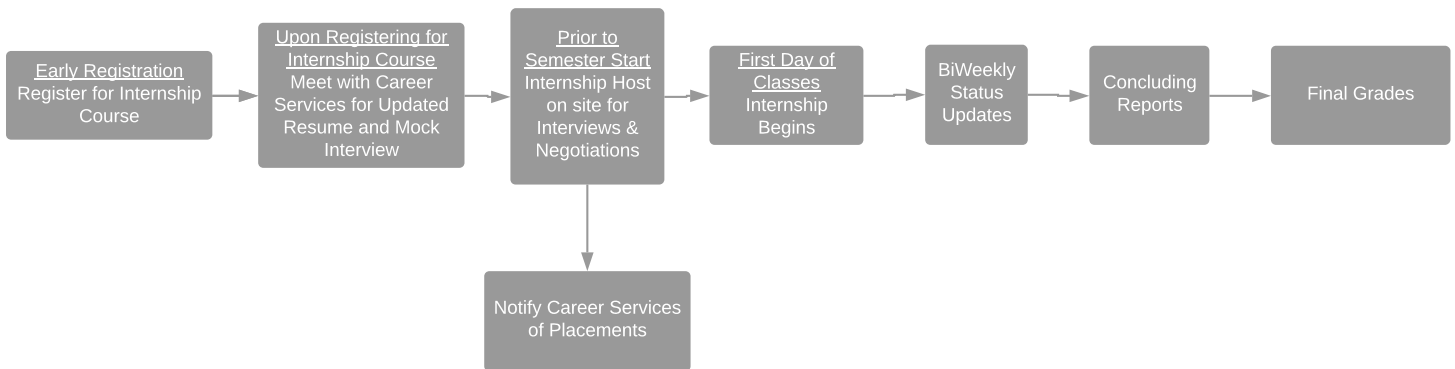 Early Registration
Register for Internship
Course
Upon Registering for
Internship Course
Meet with Career
Services for Updated
Resume and Mock
Interview
Prior to
Semester Start
Internship Host
on site for
Interviews &
Negotiations
First Day of
Classes
Internship
Begins
BiWeekly
Status
Updates
Concluding
Reports
Final Grades
Notify Career Services
of Placements